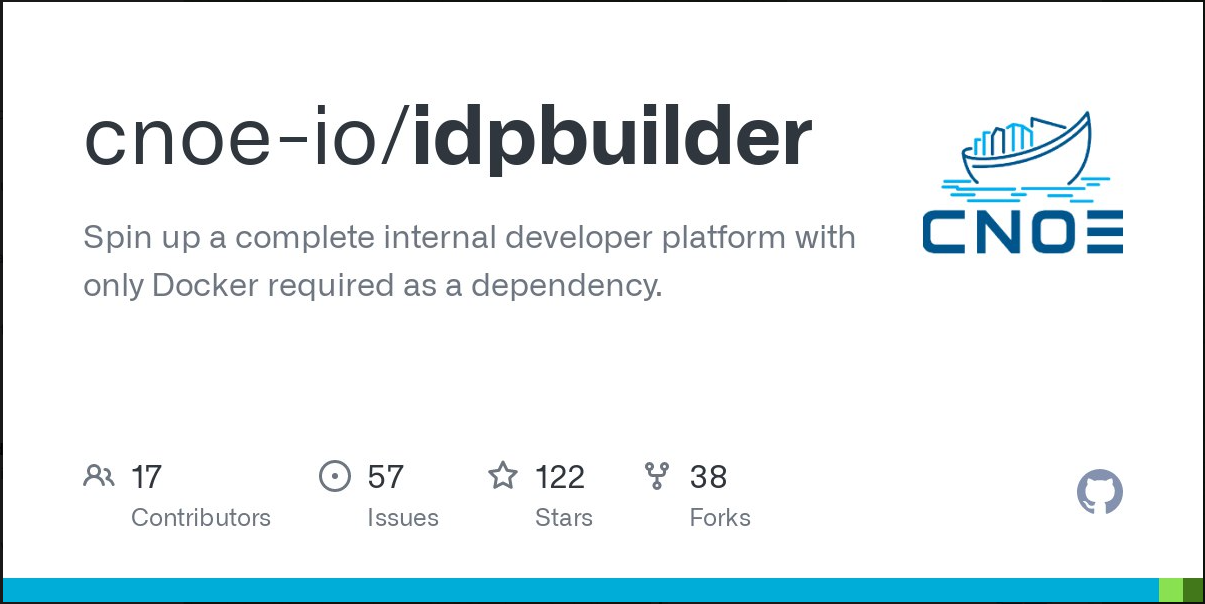 cnoe-io/idpbuilder
CNOE
Spin up a complete internal developer platform with
only Docker required as a dependency.
17
Contributors
57
Issues
122
Stars
38
Forks